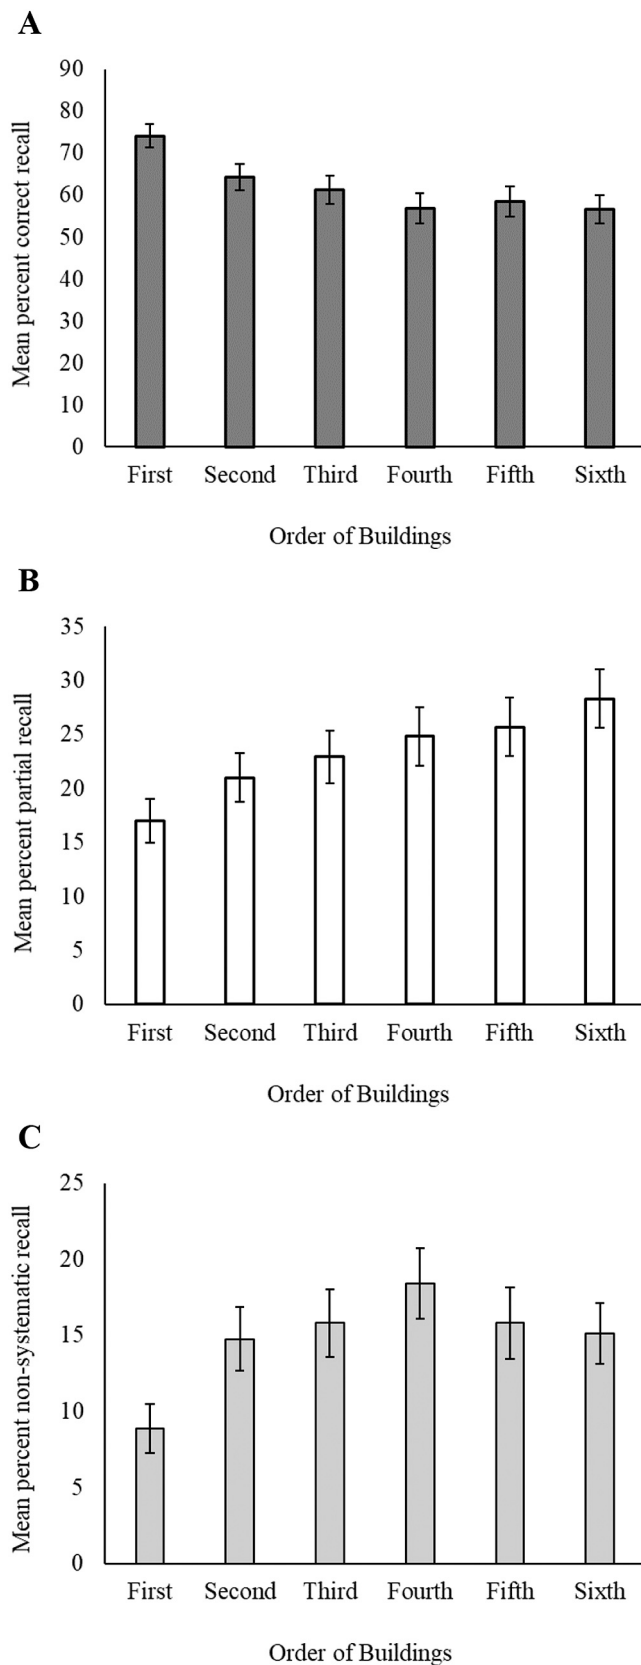 A
Mean percent correct recall
90
80
70
60
50
40
30
20
10
0
First Second Third Fourth Fifth Sixth
Order of Buildings
B
Mean percent partial recall
35
30
25
20
15
10
5
0
First Second Third Fourth Fifth Sixth
Order of Buildings
C
Mean percent non-systematic recall
25
20
15
10
5
0
First Second Third Fourth Fifth Sixth
Order of Buildings